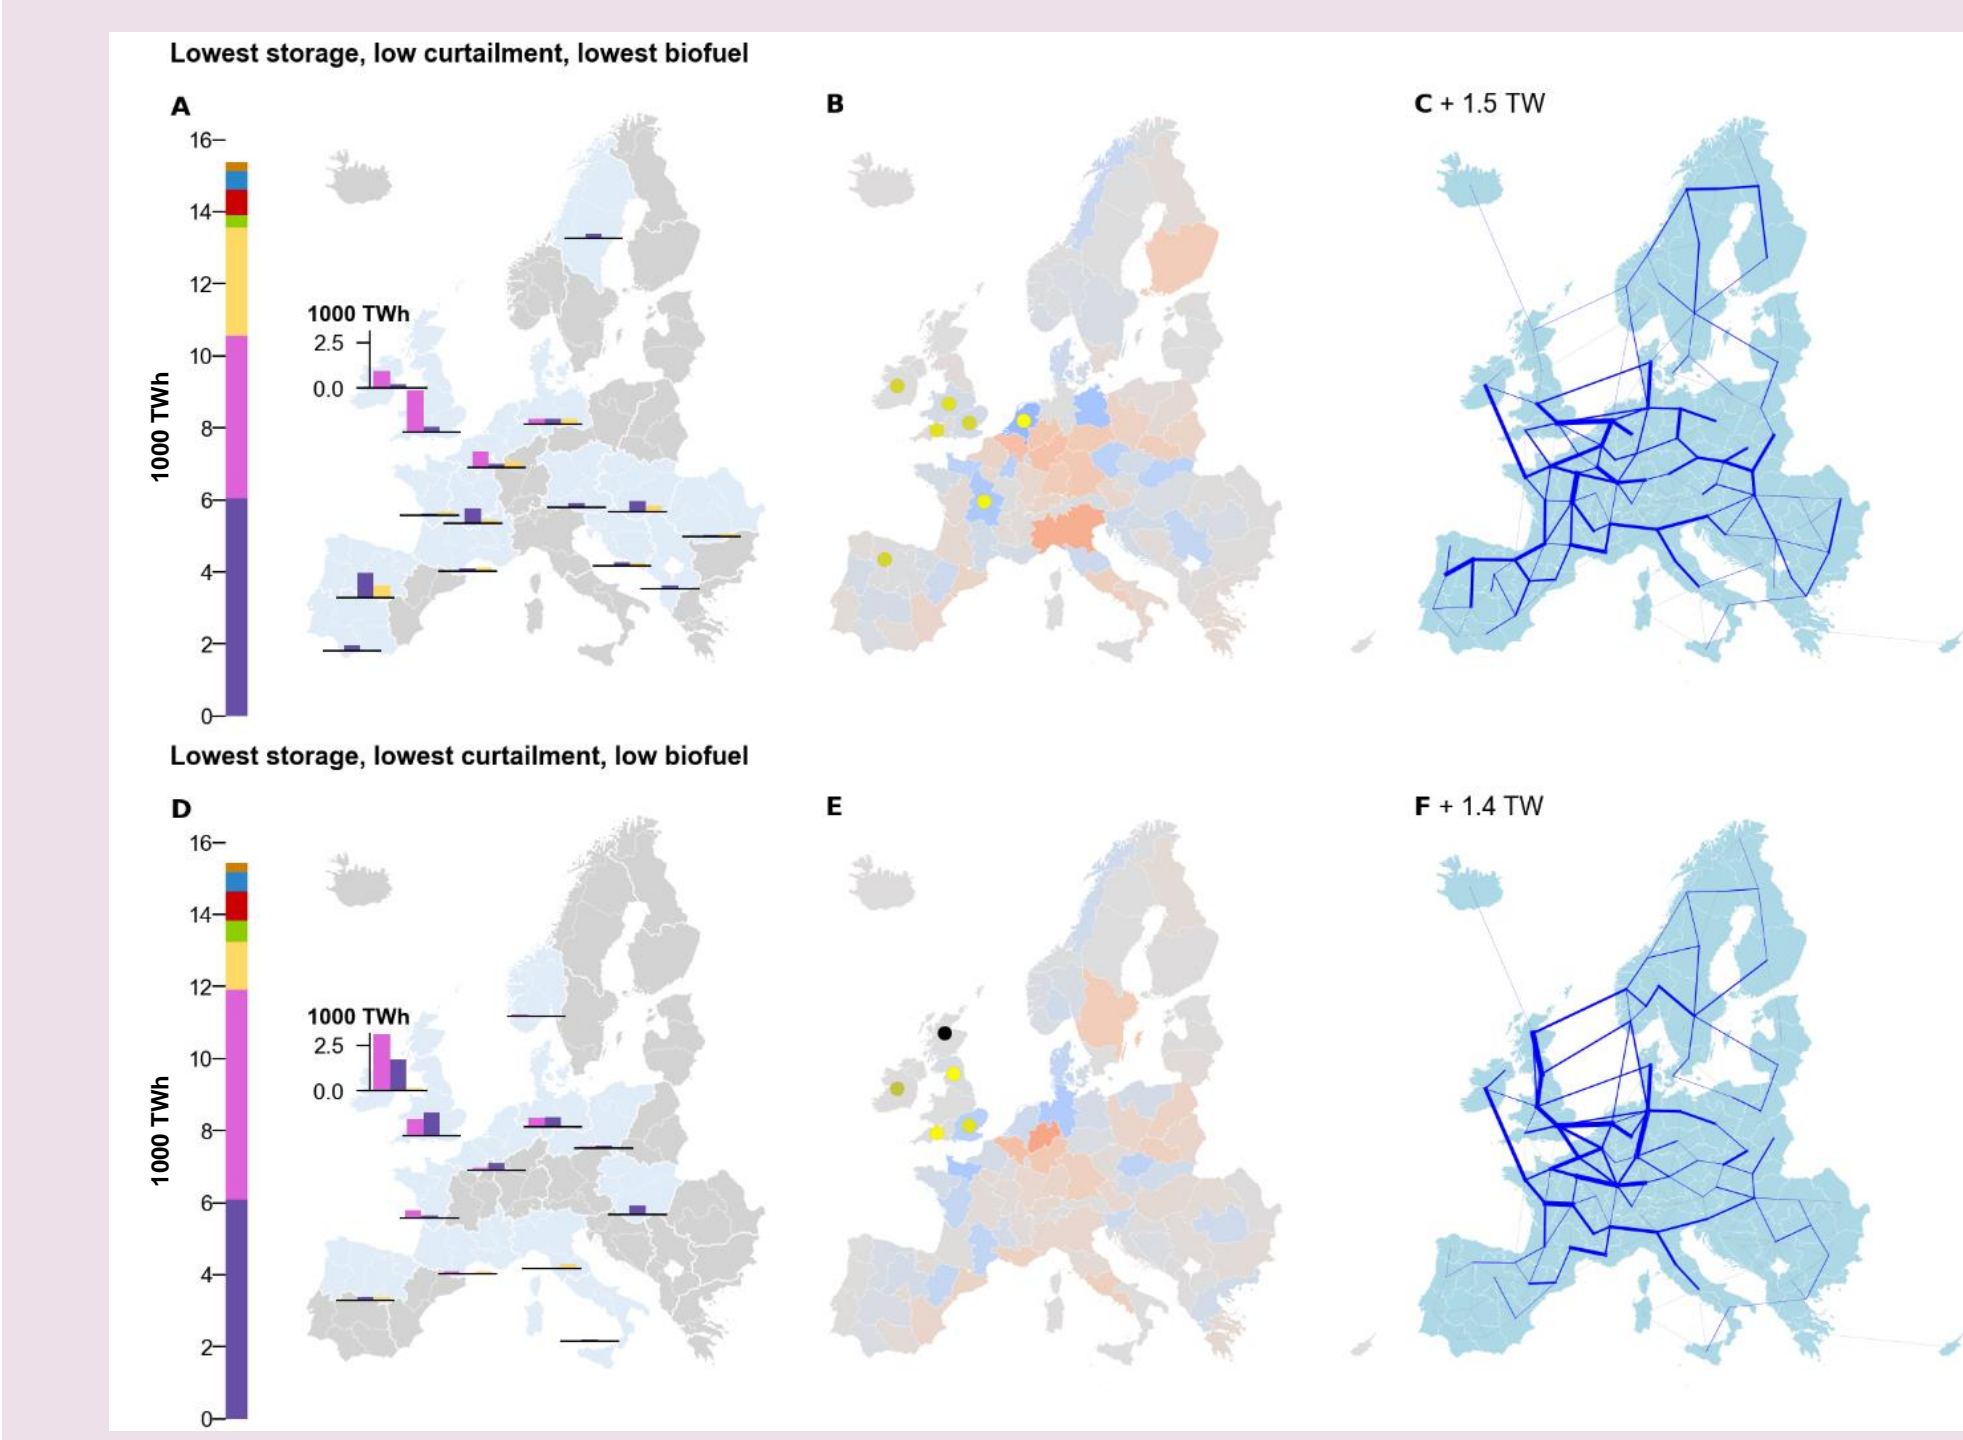 Lowest storage, low curtailment, lowest biofuel
A
B
C + 1.5 TW
16
14
12
10
8
6
4
2
0
1000 TWh
1000 TWh
2.5
0.0
Lowest storage, lowest curtailment, low biofuel
D
E
F + 1.4 TW
16
14
12
10
8
6
4
2
0
1000 TWh
1000 TWh
2.5
0.0